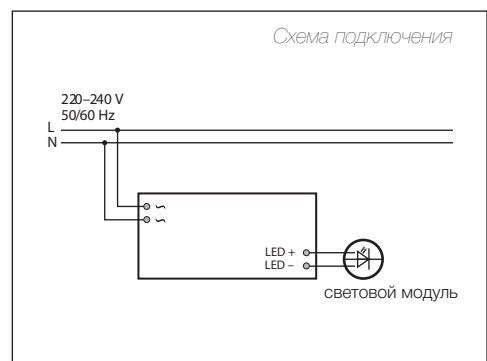 Схема подключения
220–240 V
50/60 Hz
L
N
~
~
LED +
LED –
световой модуль